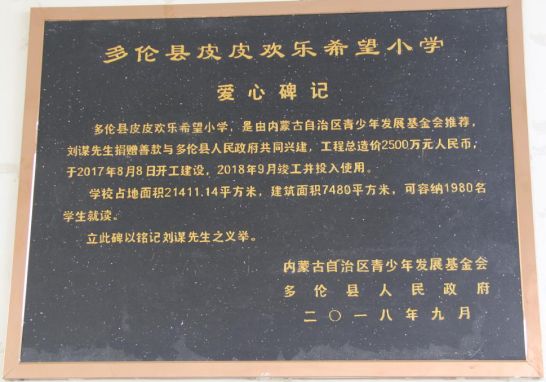 多伦县皮皮欢乐希望小学
爱心碑记
多伦县皮皮欢乐希望小学，是由内蒙古自治区青少年发展基金会推荐，
刘谋先生捐赠善款与多伦县人民政府共同兴建，工程总造价2500万元人民币，
于2017年8月8日开工建设，2018年9月竣工并投入使用。
学校占地面积21411.14平方米，建筑面积7480平方米，可容纳1980名
学生就读。
立此碑以铭记刘谋先生之义举。
内蒙古自治区青少年发展基金会
多伦县人民政府
二〇一八年九月